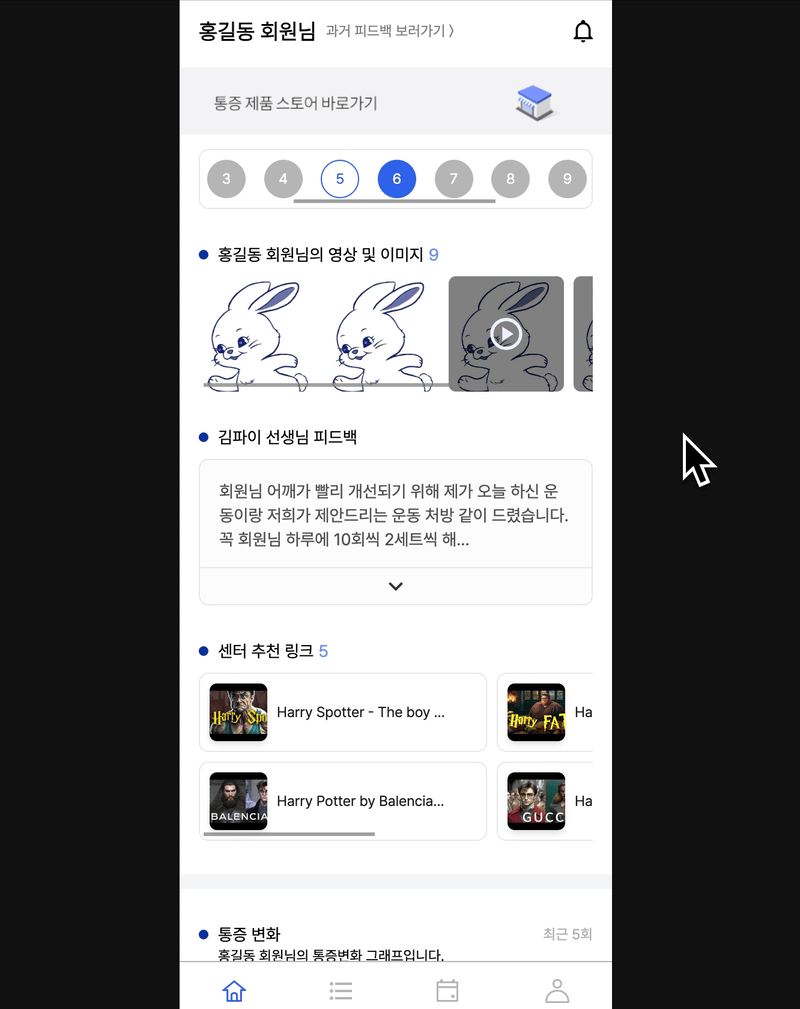 홍길동 회원님 과거 피드백 보러가기 〉
통증 제품 스토어 바로가기
3 4 5 6 7 8 9
홍길동 회원님의 영상 및 이미지 9
김파이 선생님 피드백
회원님 어깨가 빨리 개선되기 위해 제가 오늘 하신 운
동이랑 저희가 제안드리는 운동 처방 같이 드렸습니다.
꼭 회원님 하루에 10회씩 2세트씩 해...
센터 추천 링크 5
Harry Spo
Harry Spotter - The boy ...
Harry FAT
Ha
BALENCIA
Harry Potter by Balencia...
GUCC
Ha
통증 변화 최근 5회
홍길동 회원님의 통증변화 그래프입니다.